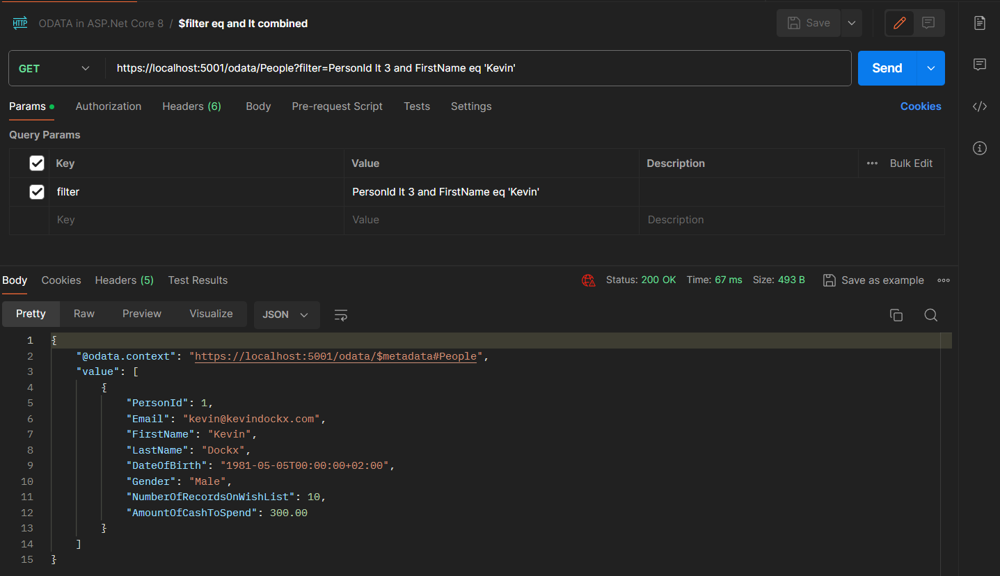 HTTP ODATA in ASP.Net Core 8 / $filter eq and lt combined Save
GET https://localhost:5001/odata/People?filter=PersonId lt 3 and FirstName eq 'Kevin' Send
Params Authorization Headers (6) Body Pre-request Script Tests Settings Cookies
Query Params
Key Value Description Bulk Edit
filter PersonId lt 3 and FirstName eq 'Kevin'
Key Value Description
Body Cookies Headers (5) Test Results Status: 200 OK Time: 67 ms Size: 493 B Save as example
Pretty Raw Preview Visualize JSON
1 {
2 "@odata.context": "https://localhost:5001/odata/$metadata#People",
3 "value": [
4 {
5 "PersonId": 1,
6 "Email": "kevin@kevindockx.com",
7 "FirstName": "Kevin",
8 "LastName": "Dockx",
9 "DateOfBirth": "1981-05-05T00:00:00+02:00",
10 "Gender": "Male",
11 "NumberOfRecordsOnWishList": 10,
12 "AmountOfCashToSpend": 300.00
13 }
14 ]
15 }